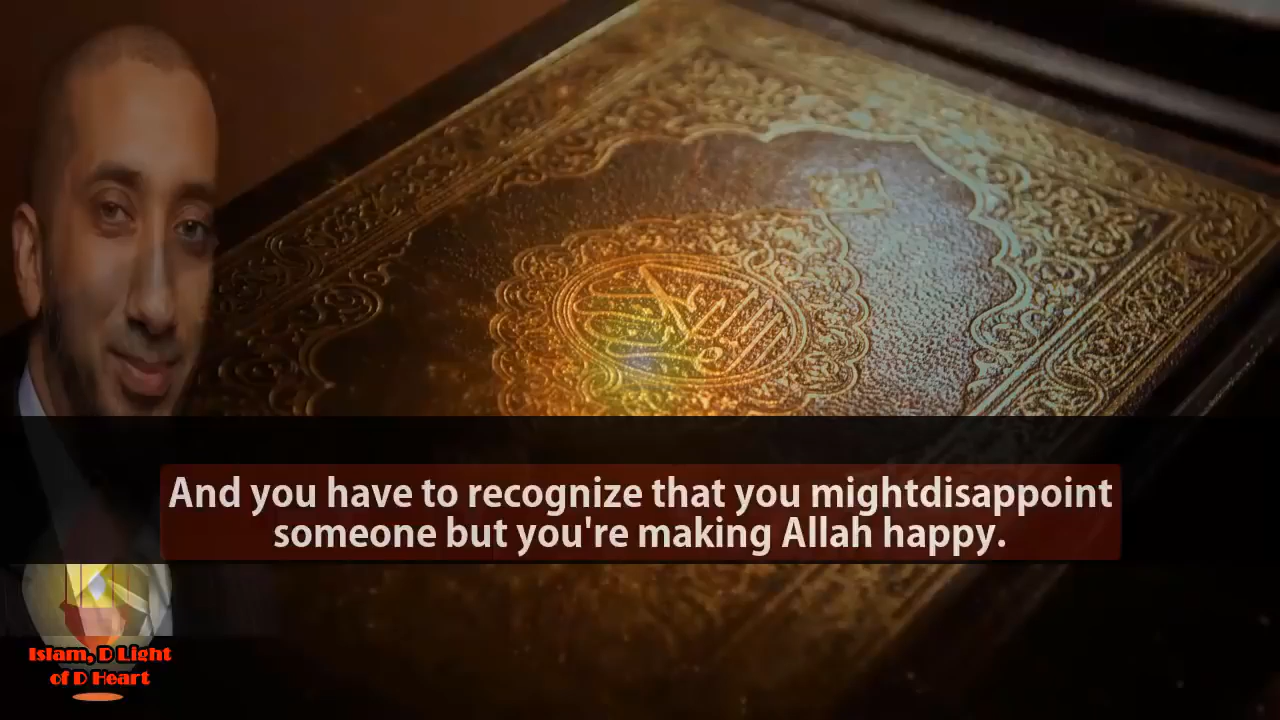 And you have to recognize that you mightdisappoint
someone but you're making Allah happy.
Islam, D Light
of D Heart